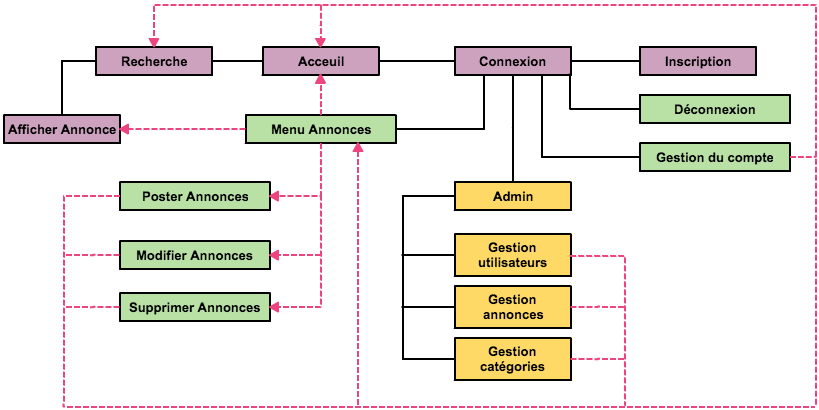 Recherche
Acceuil
Connexion
Inscription
Déconnexion
Afficher Annonce
Menu Annonces
Gestion du compte
Poster Annonces
Admin
Modifier Annonces
Gestion
utilisateurs
Supprimer Annonces
Gestion
annonces
Gestion
catégories